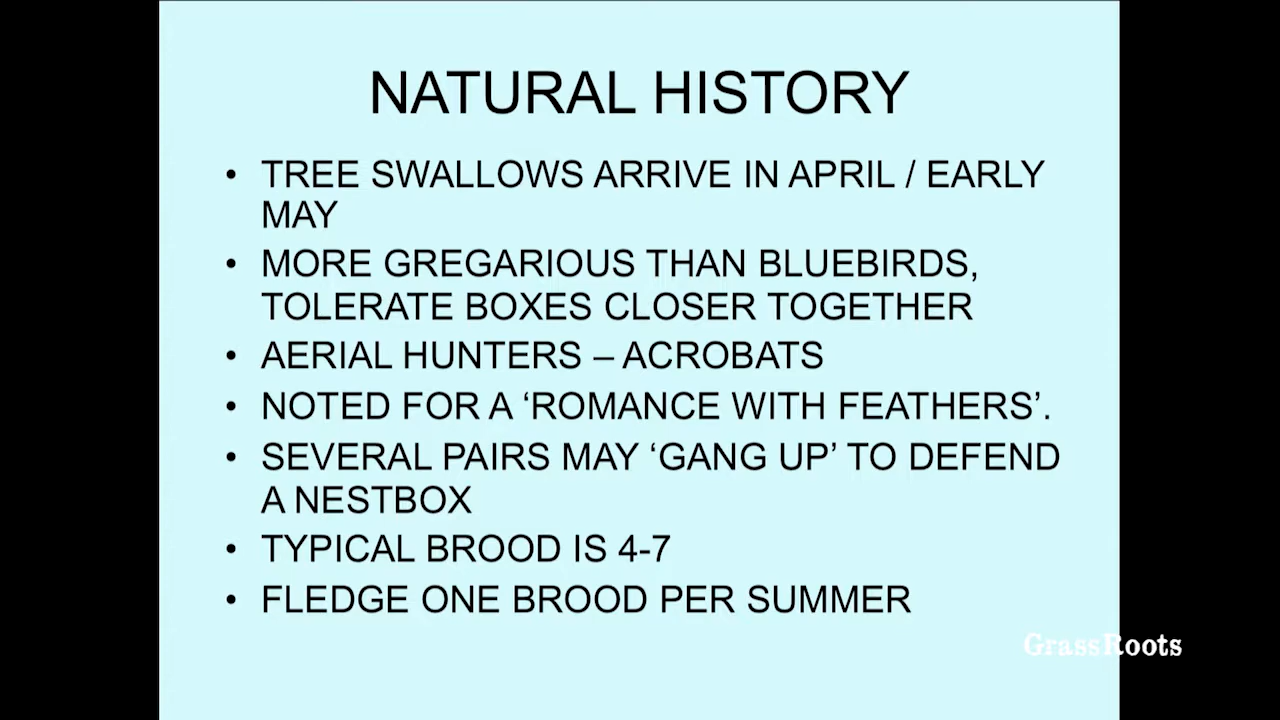 NATURAL HISTORY
• TREE SWALLOWS ARRIVE IN APRIL / EARLY
MAY
• MORE GREGARIOUS THAN BLUEBIRDS,
TOLERATE BOXES CLOSER TOGETHER
• AERIAL HUNTERS – ACROBATS
• NOTED FOR A ‘ROMANCE WITH FEATHERS’.
• SEVERAL PAIRS MAY ‘GANG UP’ TO DEFEND
A NESTBOX
• TYPICAL BROOD IS 4-7
• FLEDGE ONE BROOD PER SUMMER
GrassRoots